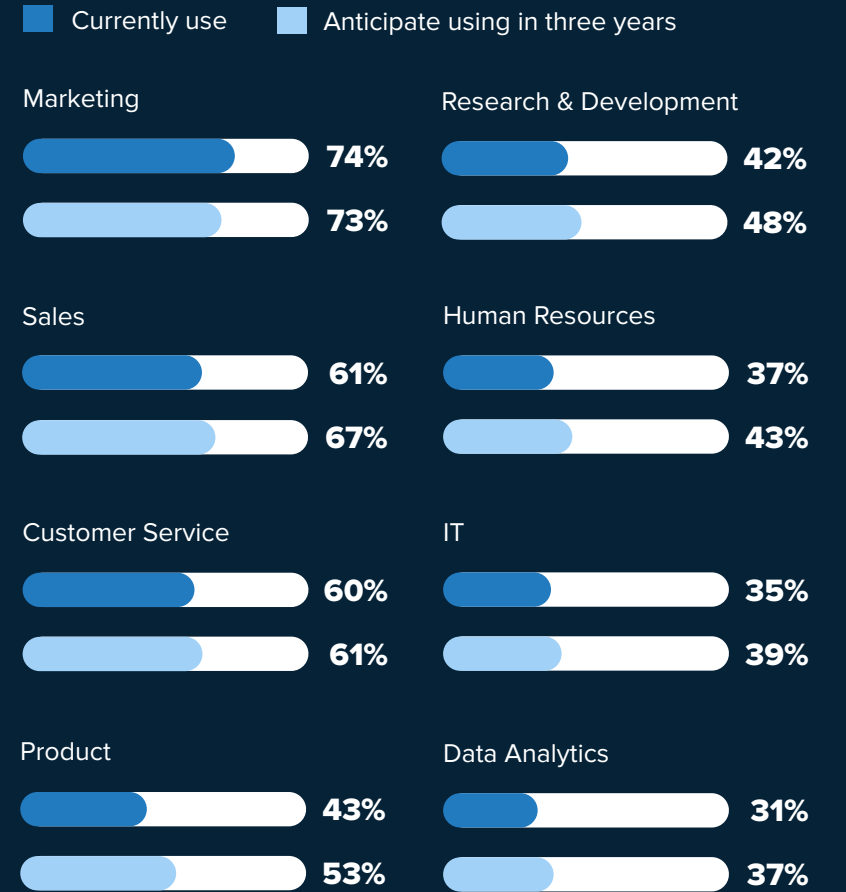 Currently use
Anticipate using in three years
Marketing
74%
73%
Research & Development
42%
48%
Sales
61%
67%
Human Resources
37%
43%
Customer Service
60%
61%
IT
35%
39%
Product
43%
53%
Data Analytics
31%
37%